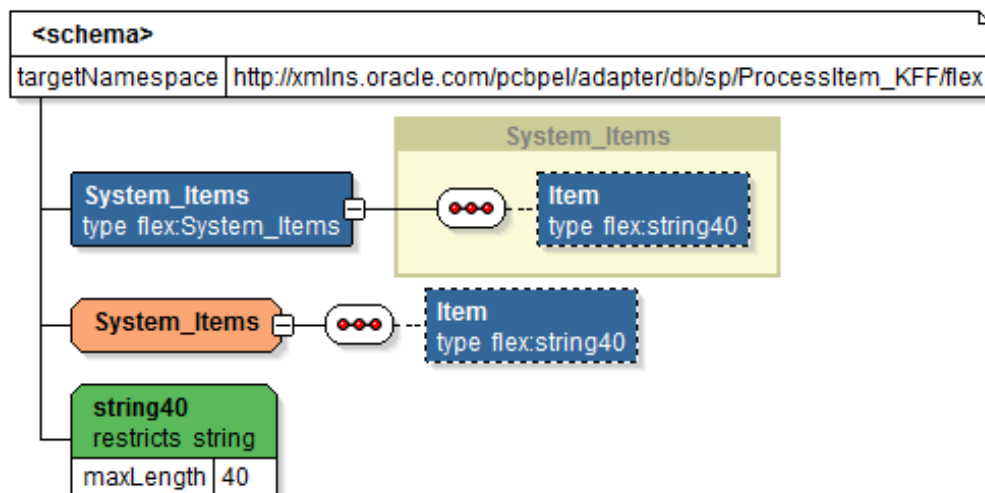 <schema>
targetNamespace http://xmlns.oracle.com/pcbpel/adapter/db/sp/ProcessItem_KFF/flex
System_Items
System_Items
type flex:System_Items
Item
type flex:string40
System_Items
Item
type flex:string40
string40
restricts string
maxLength 40